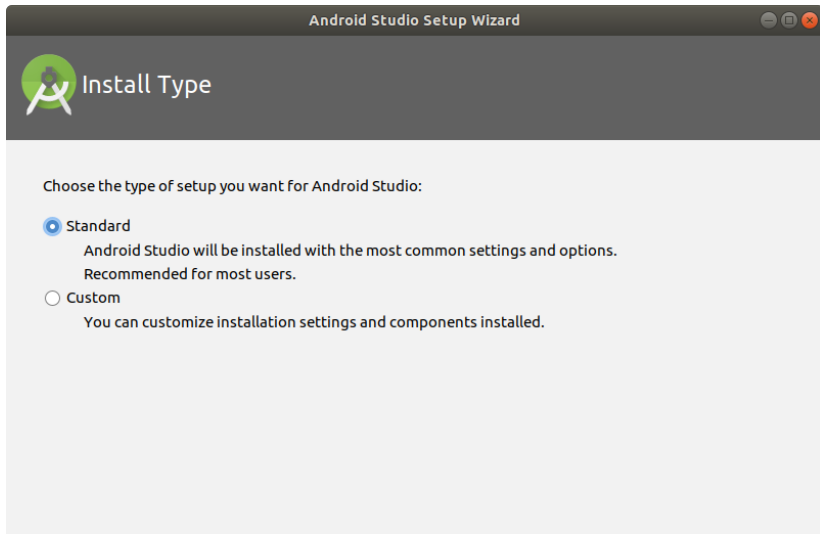 Android Studio Setup Wizard
Install Type
Choose the type of setup you want for Android Studio:
Standard
Android Studio will be installed with the most common settings and options.
Recommended for most users.
Custom
You can customize installation settings and components installed.